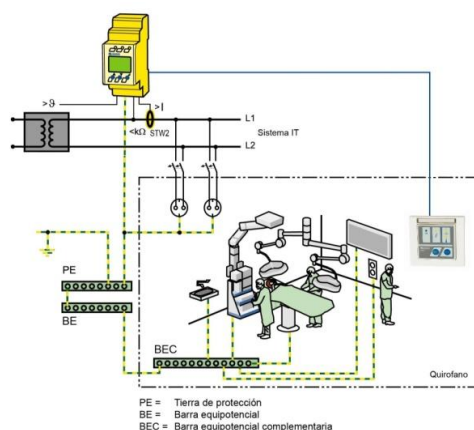 >ϑ
>I
<kΩ
STW2
L1
Sistema IT
L2
PE
BE
BEC
Quirofano
PE = Tierra de protección
BE = Barra equipotencial
BEC = Barra equipotencial complementaria